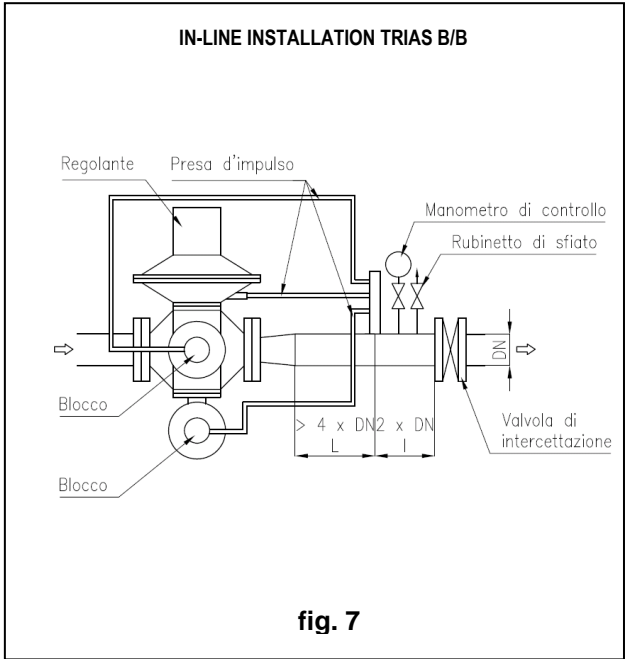 IN-LINE INSTALLATION TRIAS B/B
Regolante
Presa d'impulso
Manometro di controllo
Rubinetto di sfiato
DN
Blocco
> 4 x DN
2 x DN
L
I
Valvola di
intercettazione
Blocco
fig. 7